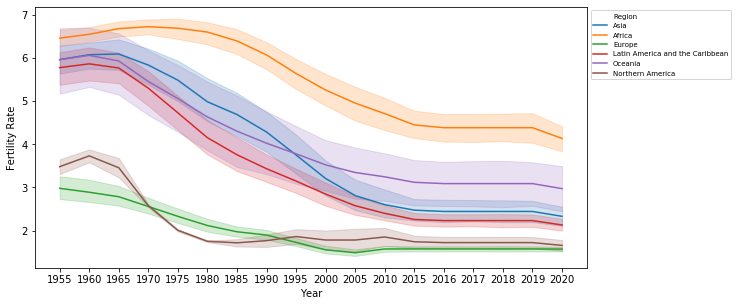 7
6
5
4
3
2
Fertility Rate
1955 1960 1965 1970 1975 1980 1985 1990 1995 2000 2005 2010 2015 2016 2017 2018 2019 2020
Year
Region
Asia
Africa
Europe
Latin America and the Caribbean
Oceania
Northern America